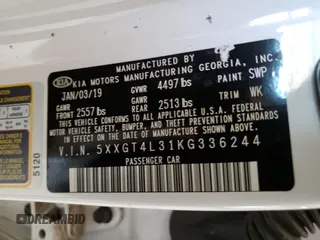 MANUFACTURED BY
KIA
KIA MOTORS MANUFACTURING GEORGIA, INC.
JAN/03/19
GVWR
4497 lbs
PAINT SWP
GAWR
FRONT 2557 lbs
GAWR
REAR 2513 lbs
TRIM WK
THIS VEHICLE CONFORMS TO ALL APPLICABLE U.S. FEDERAL MOTOR
VEHICLE SAFETY, BUMPER, AND THEFT PREVENTION STANDARDS
IN EFFECT ON THE DATE OF MANUFACTURE SHOWN ABOVE.
V.I.N. 5XXGT4L31KG336244
PASSENGER CAR
5120
DREAMBID